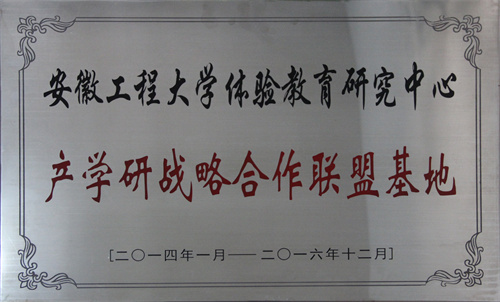 安徽工程大学体验教育研究中心
产学研战略合作联盟基地
[二〇一四年一月——二〇一六年十二月]